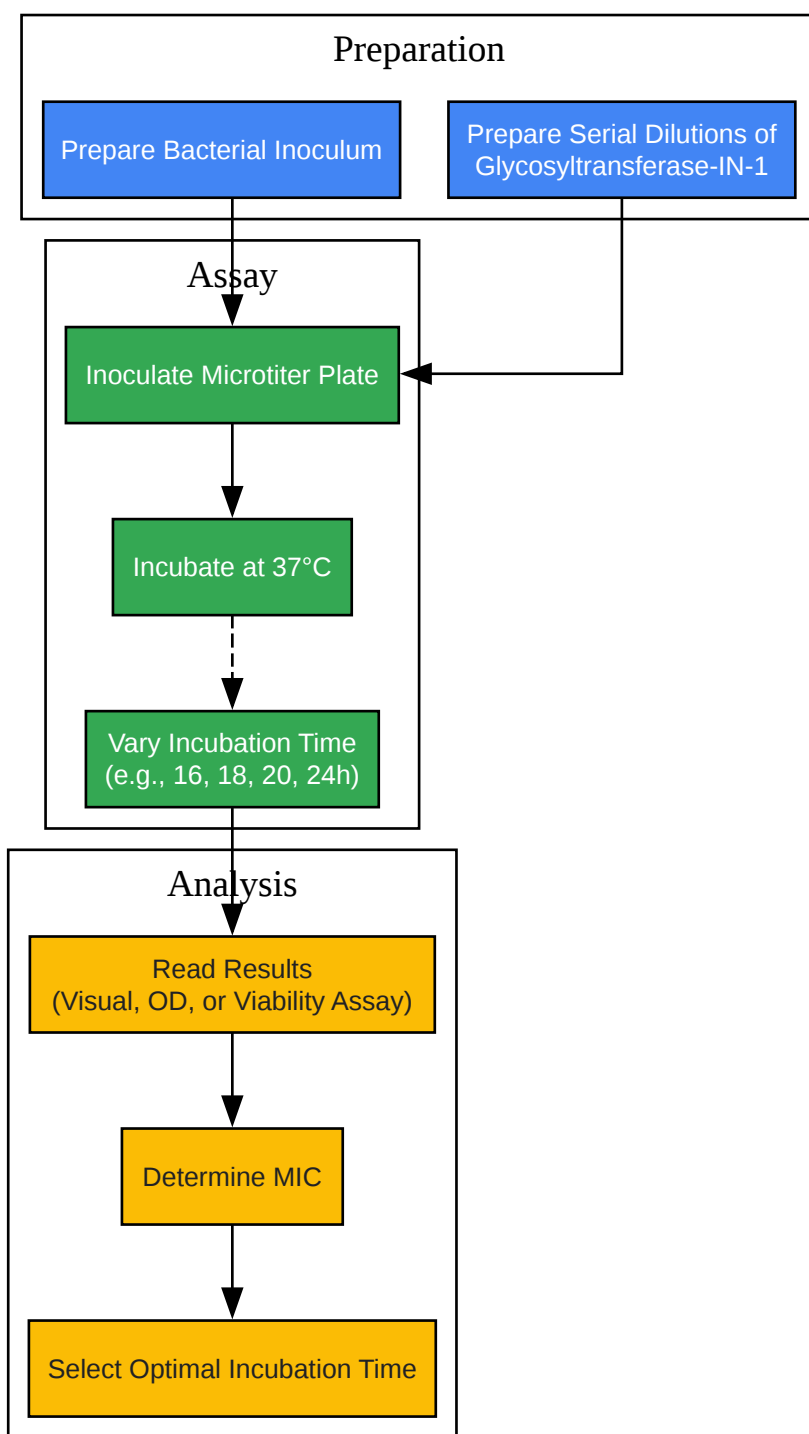 Preparation
Prepare Bacterial Inoculum
Prepare Serial Dilutions of
Glycosyltransferase-IN-1
Assay
Inoculate Microtiter Plate
Incubate at 37°C
Vary Incubation Time
(e.g., 16, 18, 20, 24h)
Analysis
Read Results
(Visual, OD, or Viability Assay)
Determine MIC
Select Optimal Incubation Time